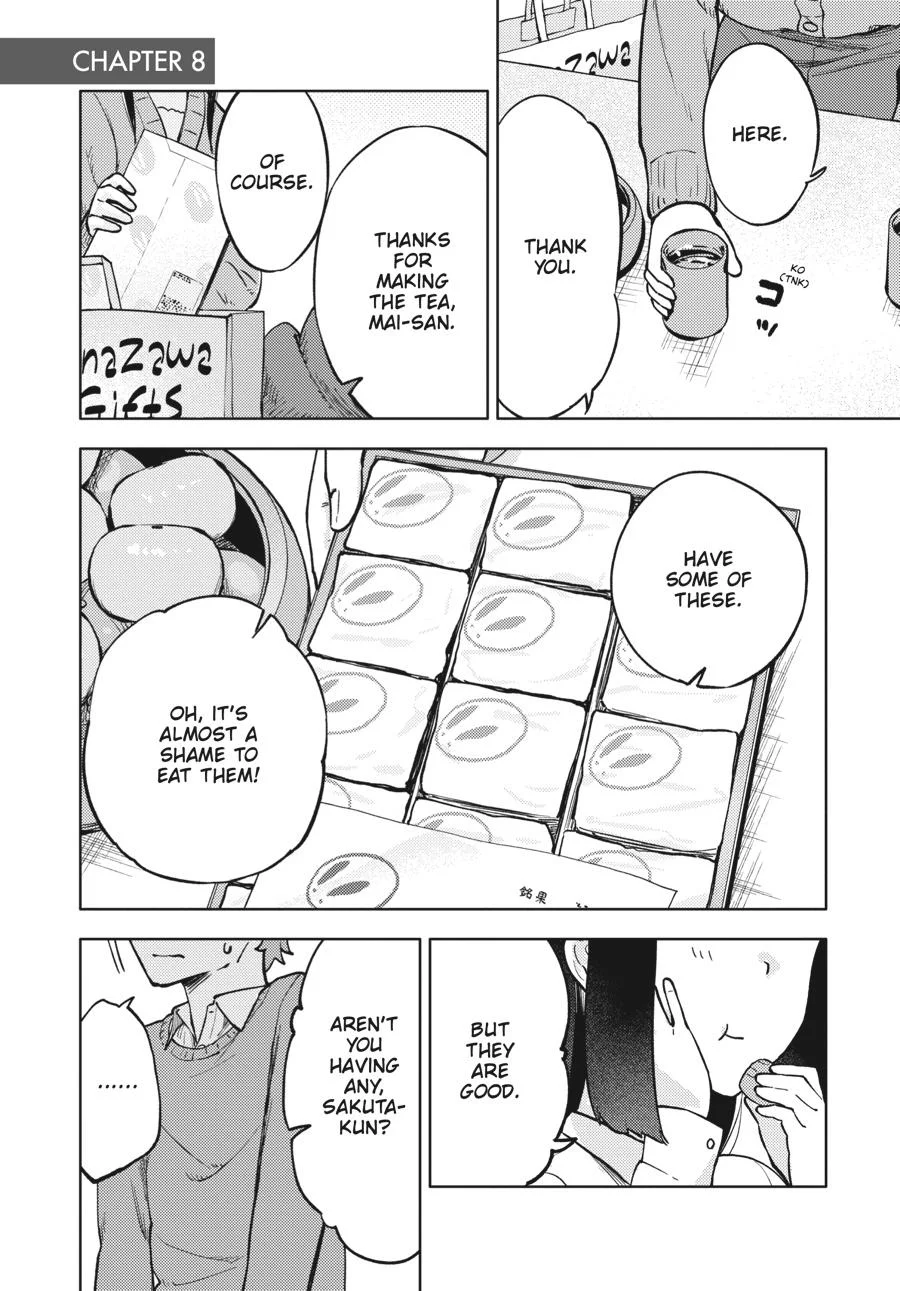 CHAPTER 8
nazawa
HERE.
THANK
YOU.
KO
(TNK)
コ
THANKS
FOR
MAKING
THE TEA,
MAI-SAN.
OF
COURSE.
nazawa
Gifts
HAVE
SOME OF
THESE.
OH, IT'S
ALMOST A
SHAME TO
EAT THEM!
銘果
BUT
THEY
ARE
GOOD.
AREN'T
YOU
HAVING
ANY,
SAKUTA-
KUN?
......